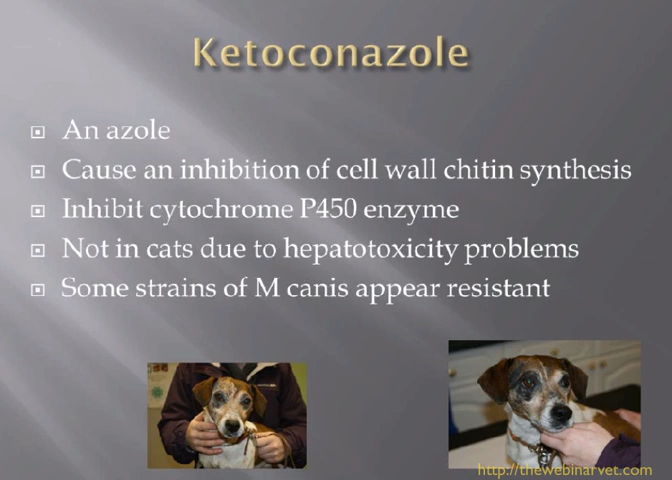 Ketoconazole
An azole
Cause an inhibition of cell wall chitin synthesis
Inhibit cytochrome P450 enzyme
Not in cats due to hepatotoxicity problems
Some strains of M canis appear resistant
http://thewebinarvet.com